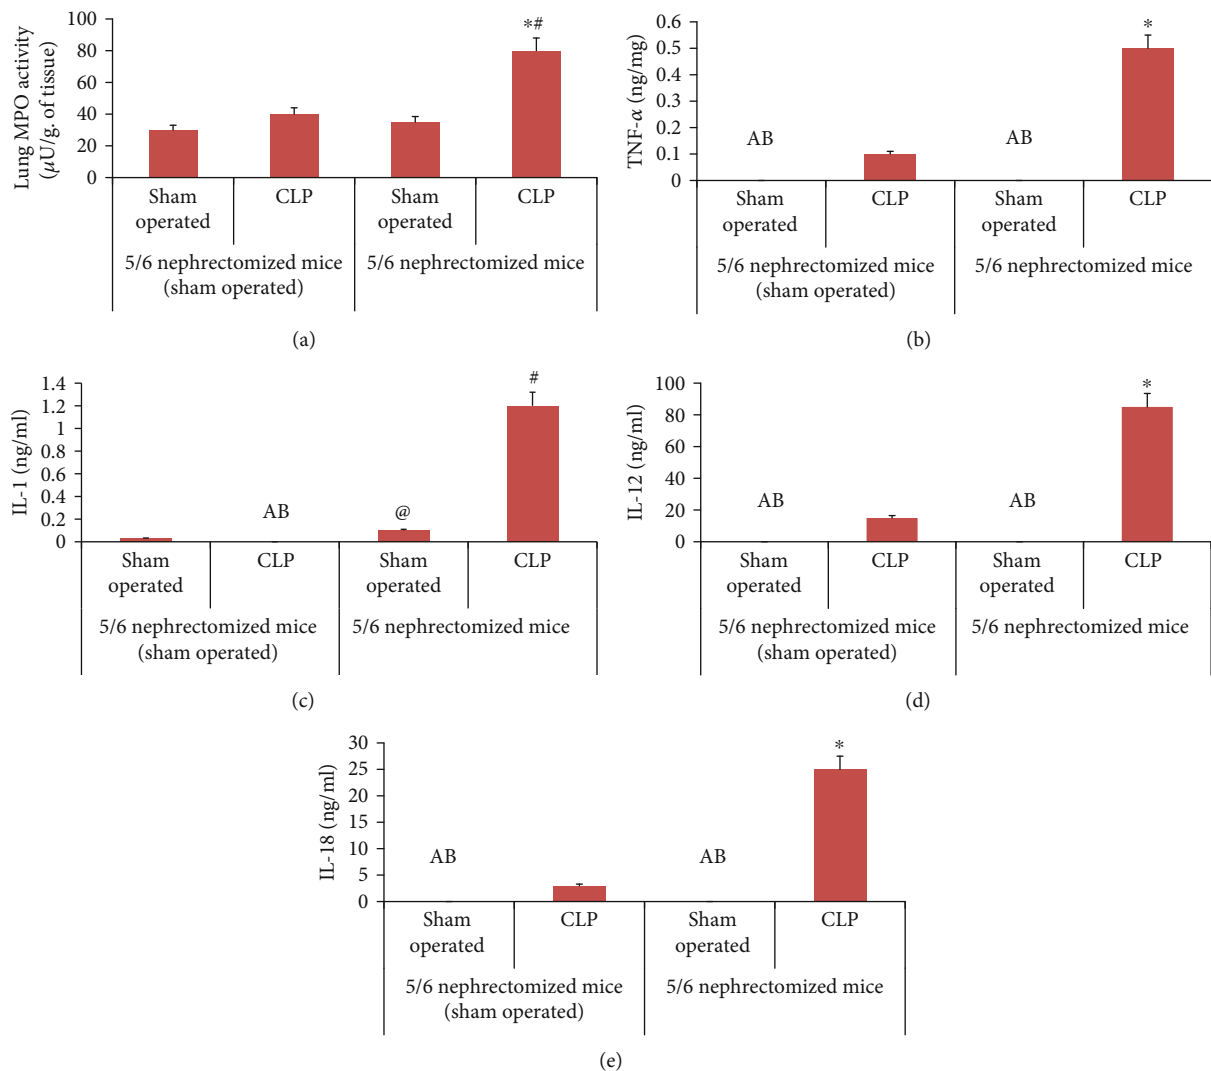 Lung MPO activity
(μU/g. of tissue)
100
80
60
40
20
0
*#
Sham
operated
CLP
Sham
operated
CLP
5/6 nephrectomized mice
(sham operated)
5/6 nephrectomized mice
(a)
TNF-α (ng/mg)
0.6
0.5
0.4
0.3
0.2
0.1
0
AB
AB
*
Sham
operated
CLP
Sham
operated
CLP
5/6 nephrectomized mice
(sham operated)
5/6 nephrectomized mice
(b)
IL-1 (ng/ml)
1.4
1.2
1
0.8
0.6
0.4
0.2
0
AB
@
#
Sham
operated
CLP
Sham
operated
CLP
5/6 nephrectomized mice
(sham operated)
5/6 nephrectomized mice
(c)
IL-12 (ng/ml)
100
80
60
40
20
0
AB
AB
*
Sham
operated
CLP
Sham
operated
CLP
5/6 nephrectomized mice
(sham operated)
5/6 nephrectomized mice
(d)
IL-18 (ng/ml)
30
25
20
15
10
5
0
AB
AB
*
Sham
operated
CLP
Sham
operated
CLP
5/6 nephrectomized mice
(sham operated)
5/6 nephrectomized mice
(e)